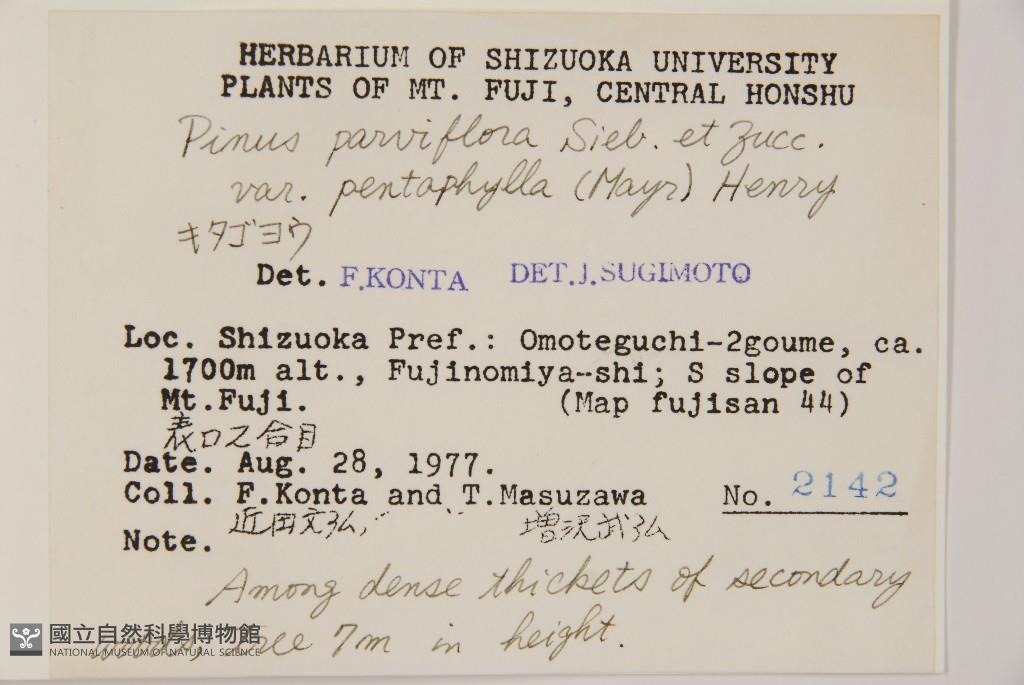 HERBARIUM OF SHIZUOKA UNIVERSITY
PLANTS OF MT. FUJI, CENTRAL HONSHU
Pinus parviflora Sieb. et Zucc.
var. pentaphylla (Mayr) Henry
キタゴヨウ
Det. F.KONTA DET.J.SUGIMOTO
Loc. Shizuoka Pref.: Omoteguchi-2goume, ca.
1700m alt., Fujinomiya-shi; S slope of
Mt.Fuji. (Map fujisan 44)
表口乙合目
Date. Aug. 28, 1977.
Coll. F.Konta and T.Masuzawa No. 2142
近田文弘, 増沢武弘
Note.
Among dense thickets of secondary
tree 7m in height.
國立自然科學博物館
NATIONAL MUSEUM OF NATURAL SCIENCE